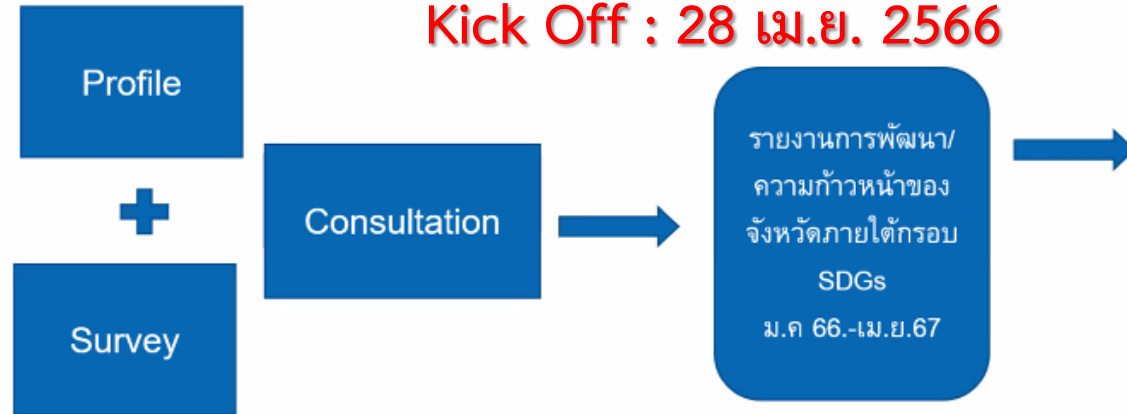 Kick Off : 28 เม.ย. 2566
Profile
Survey
Consultation
รายงานการพัฒนา/
ความก้าวหน้าของ
จังหวัดภายใต้กรอบ
SDGs
ม.ค 66.-เม.ย.67